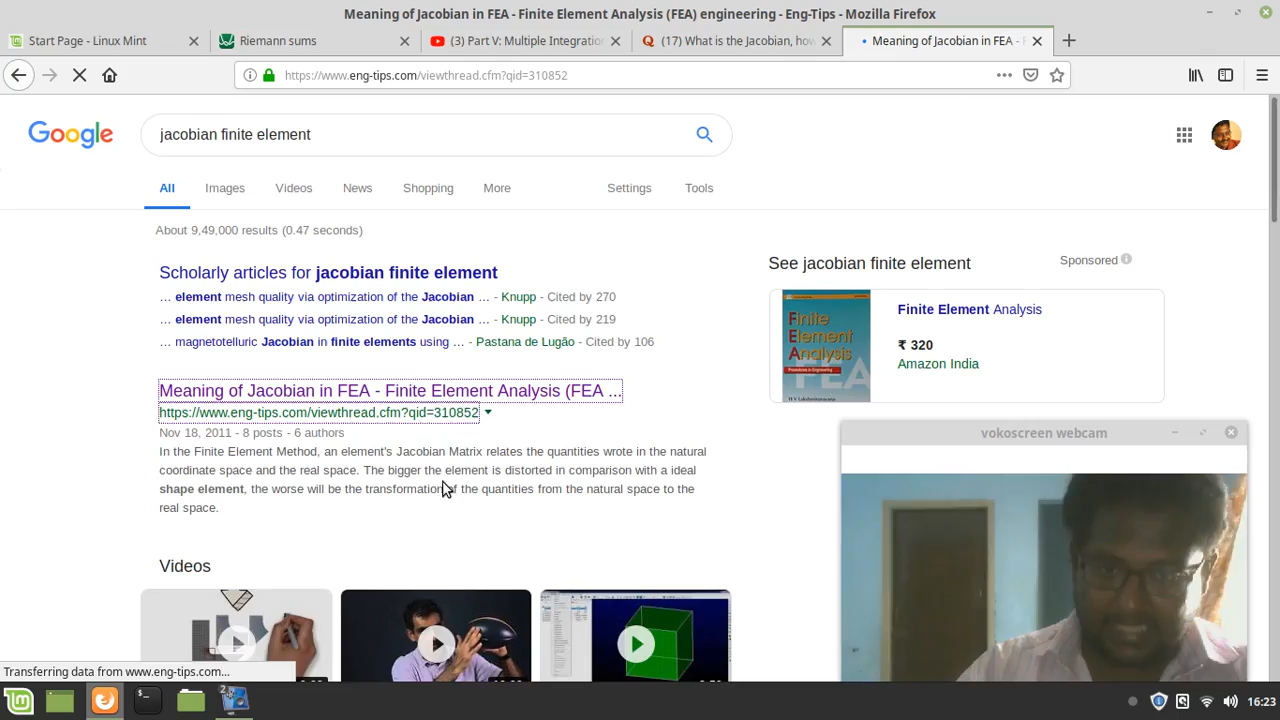 Meaning of Jacobian in FEA - Finite Element Analysis (FEA) engineering - Eng-Tips - Mozilla Firefox
Start Page - Linux Mint
Riemann sums
(3) Part V: Multiple Integratio
(17) What is the Jacobian, how
Meaning of Jacobian in FEA -
https://www.eng-tips.com/viewthread.cfm?qid=310852
Google
jacobian finite element
All Images Videos News Shopping More Settings Tools
About 9,49,000 results (0.47 seconds)
Scholarly articles for jacobian finite element
... element mesh quality via optimization of the Jacobian ... - Knupp - Cited by 270
... element mesh quality via optimization of the Jacobian ... - Knupp - Cited by 219
... magnetotelluric Jacobian in finite elements using ... - Pastana de Lugão - Cited by 106
Meaning of Jacobian in FEA - Finite Element Analysis (FEA ...
https://www.eng-tips.com/viewthread.cfm?qid=310852
Nov 18, 2011 - 8 posts - 6 authors
In the Finite Element Method, an element's Jacobian Matrix relates the quantities wrote in the natural
coordinate space and the real space. The bigger the element is distorted in comparison with a ideal
shape element, the worse will be the transformation of the quantities from the natural space to the
real space.
Videos
See jacobian finite element
Sponsored
Finite
Element
Analysis
FEA
Finite Element Analysis
₹ 320
Amazon India
vokoscreen webcam
Transferring data from www.eng-tips.com...
16:23